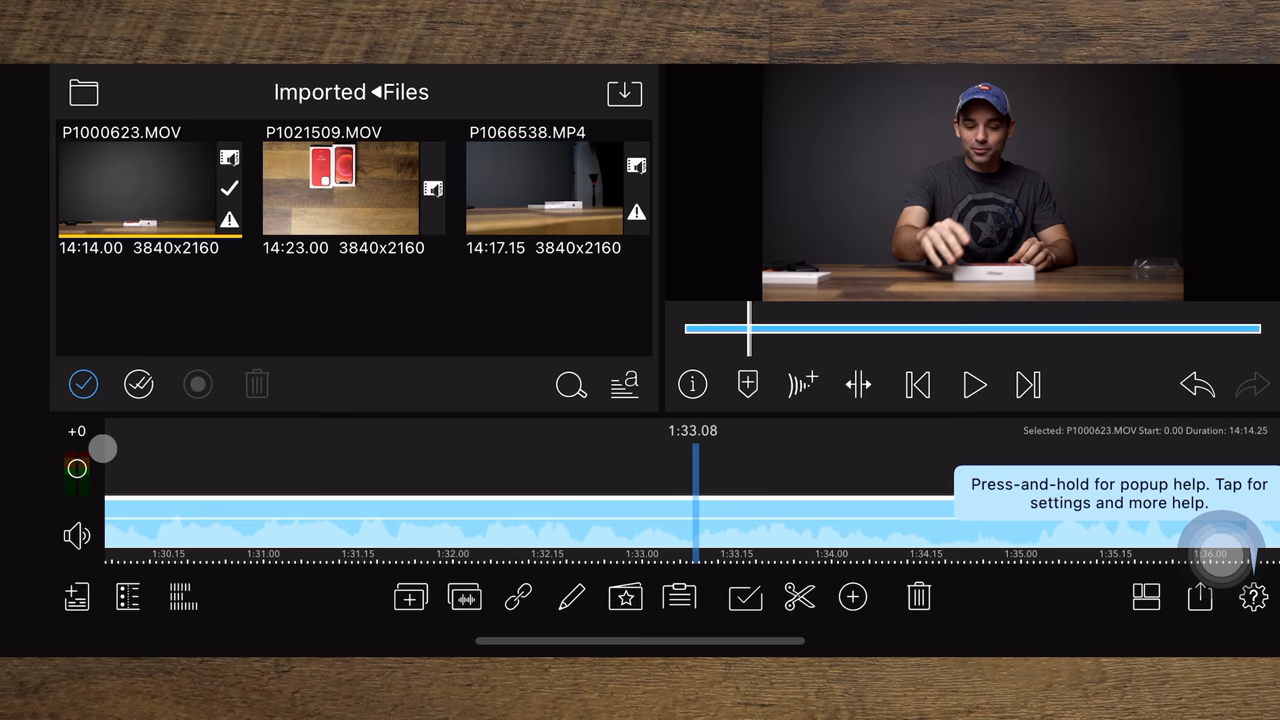 Imported ◀Files
P1000623.MOV
P1021509.MOV
P1066538.MP4
14:14.00 3840x2160
14:23.00 3840x2160
14:17.15 3840x2160
+0
1:33.08
Selected: P1000623.MOV Start: 0.00 Duration: 14:14.25
Press-and-hold for popup help. Tap for
settings and more help.
1:30.15
1:31.00
1:31.15
1:32.00
1:32.15
1:33.00
1:33.15
1:34.00
1:34.15
1:35.00
1:35.15
1:36.00